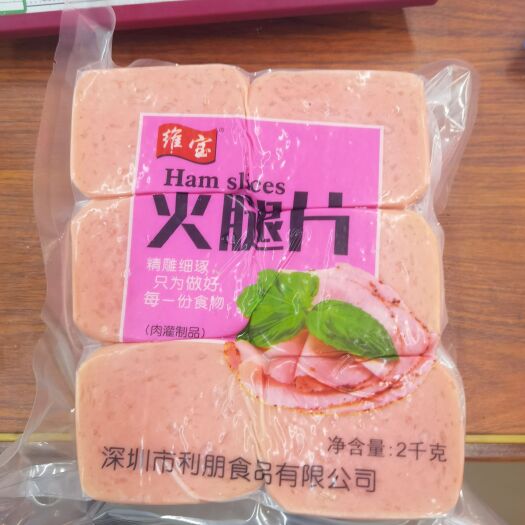 维宝
Ham slices
火腿片
精雕细琢
只为做好
每一份食物
(肉灌制品)
净含量:2千克
深圳市利朋食品有限公司